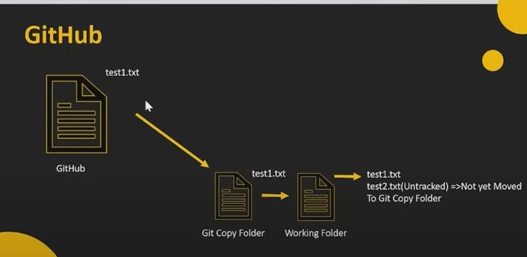 GitHub
test1.txt
GitHub
test1.txt
test1.txt
test2.txt(Untracked) =>Not yet Moved
To Git Copy Folder
Git Copy Folder
Working Folder